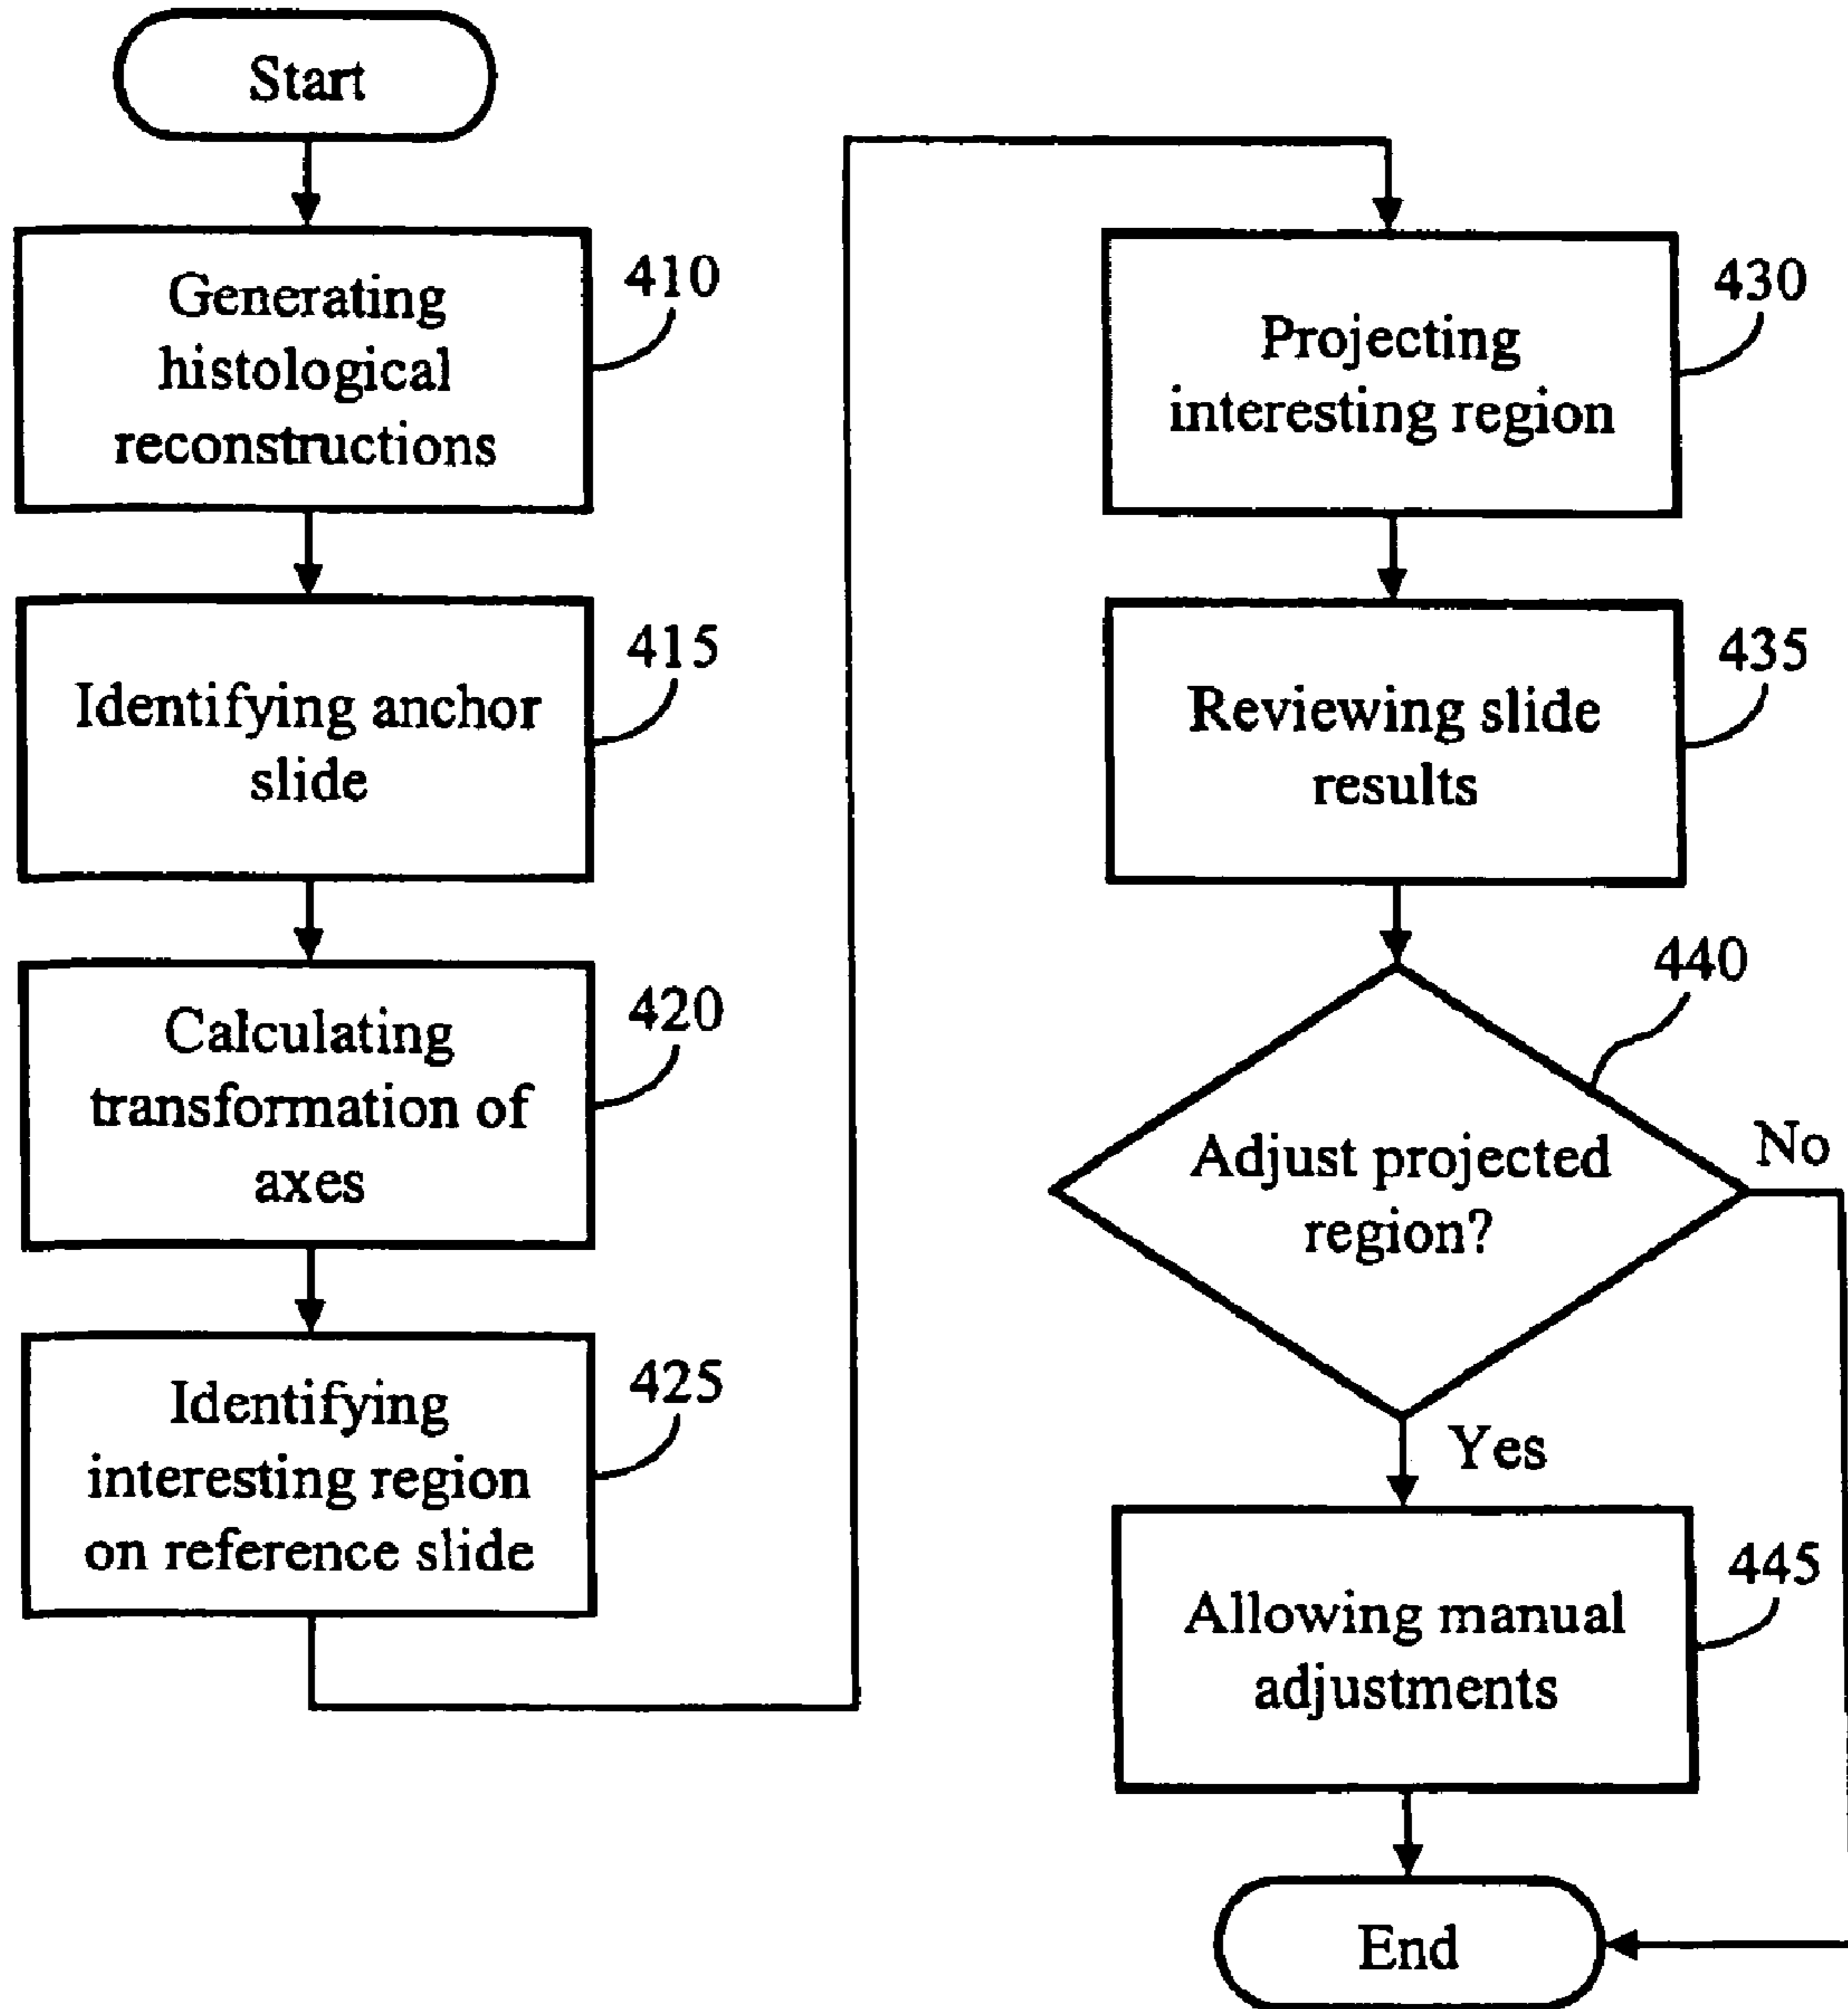 Start
Generating
histological
reconstructions
410
Identifying anchor
slide
415
Calculating
transformation of
axes
420
Identifying
interesting region
on reference slide
425
Projecting
interesting region
430
Reviewing slide
results
435
Adjust projected
region?
440
No
Yes
Allowing manual
adjustments
445
End